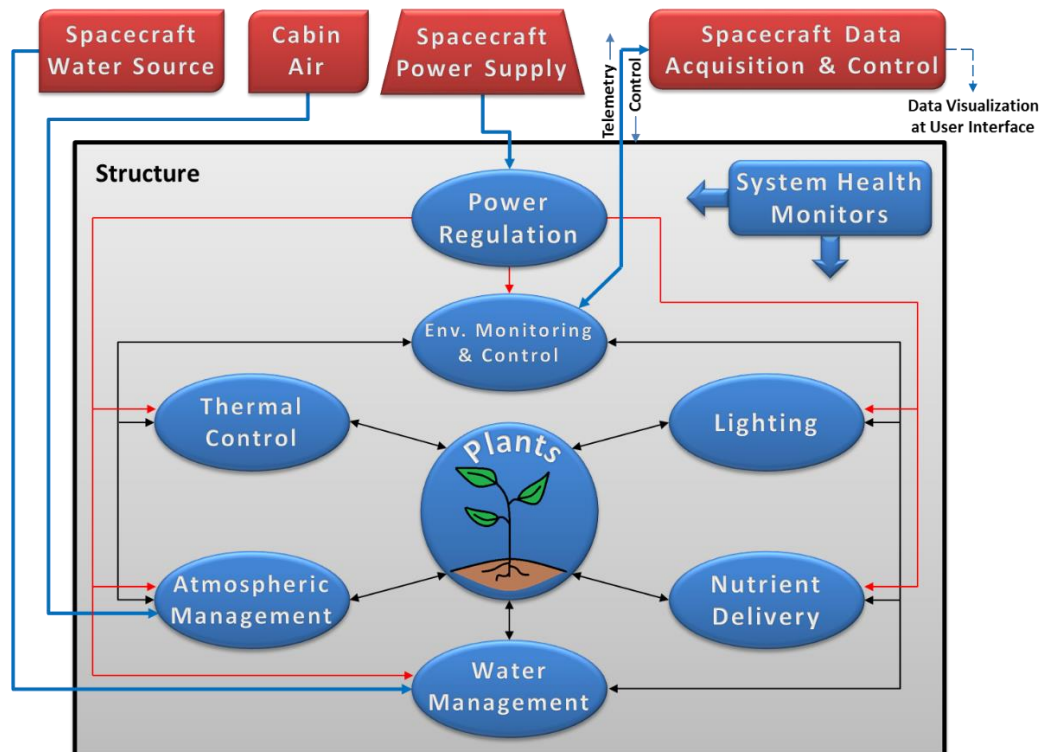 Spacecraft
Water Source
Cabin
Air
Spacecraft
Power Supply
Spacecraft Data
Acquisition & Control
Telemetry
Control
Data Visualization
at User Interface
Structure
System Health
Monitors
Power
Regulation
Env. Monitoring
& Control
Thermal
Control
Lighting
Plants
Atmospheric
Management
Nutrient
Delivery
Water
Management